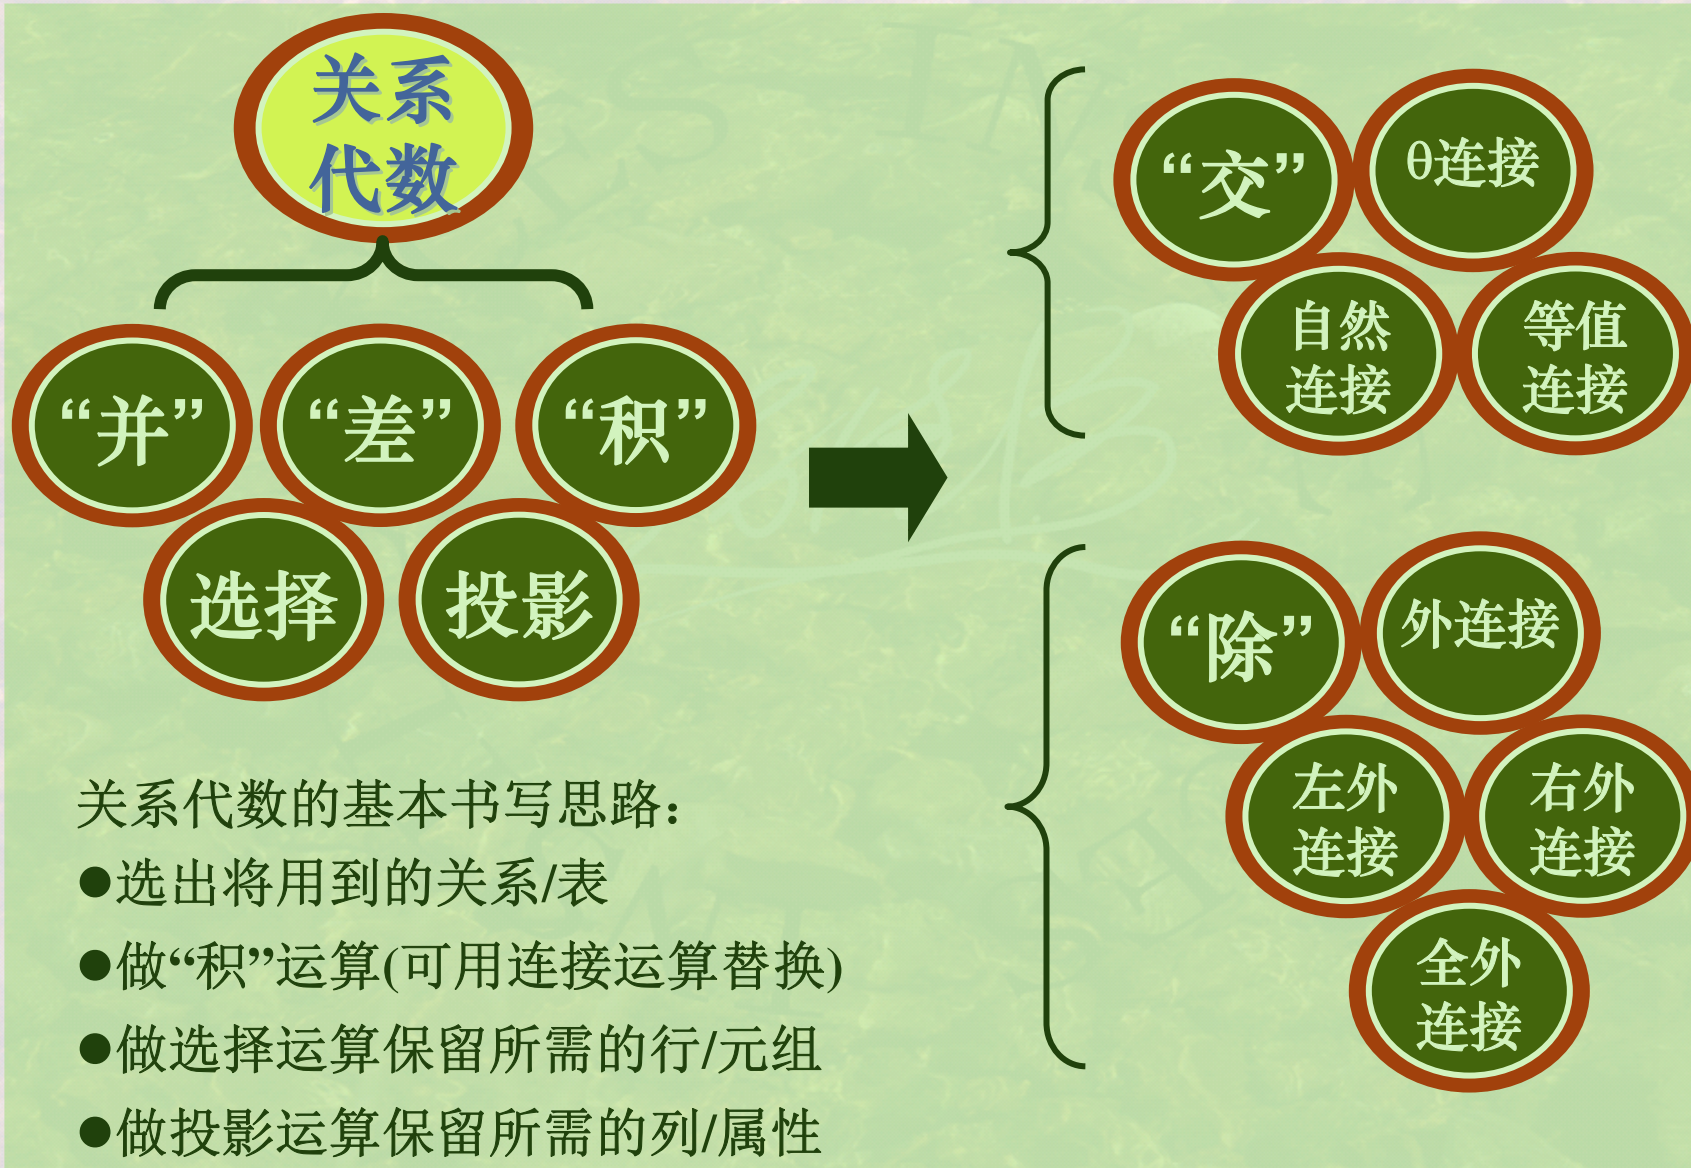 关系
代数
“并”
“差”
“积”
选择
投影
“交”
θ连接
自然
连接
等值
连接
“除”
外连接
左外
连接
右外
连接
全外
连接
关系代数的基本书写思路：
●选出将用到的关系/表
●做“积”运算(可用连接运算替换)
●做选择运算保留所需的行/元组
●做投影运算保留所需的列/属性